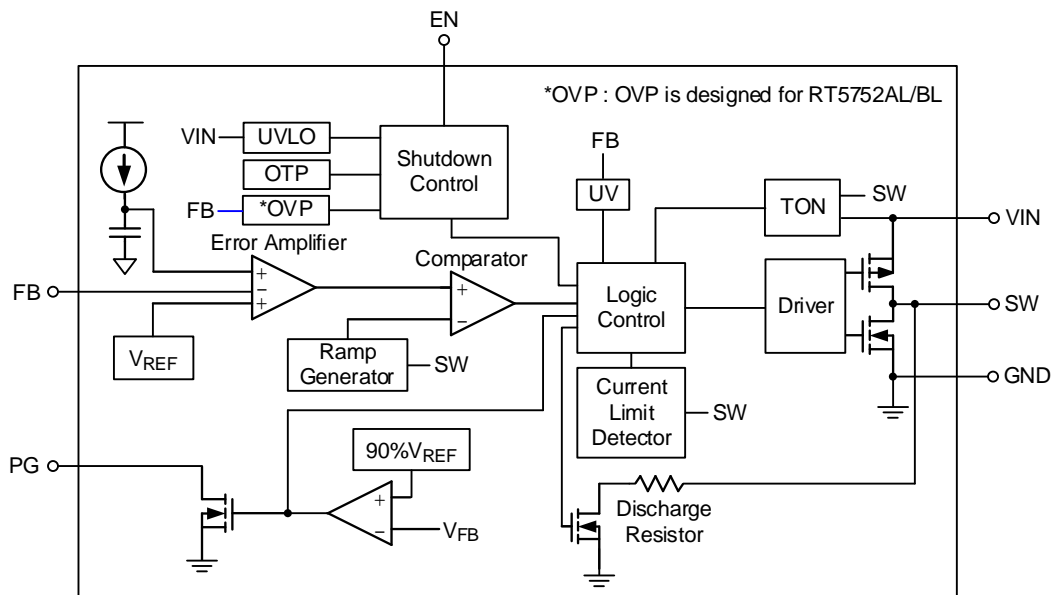 EN
*OVP : OVP is designed for RT5752AL/BL
VIN
UVLO
OTP
FB
*OVP
Shutdown
Control
FB
UV
TON
SW
VIN
Error Amplifier
+
−
+
FB
VREF
Comparator
+
−
Ramp
Generator
SW
Logic
Control
Driver
SW
GND
Current
Limit
Detector
SW
PG
90%VREF
+
−
VFB
Discharge
Resistor